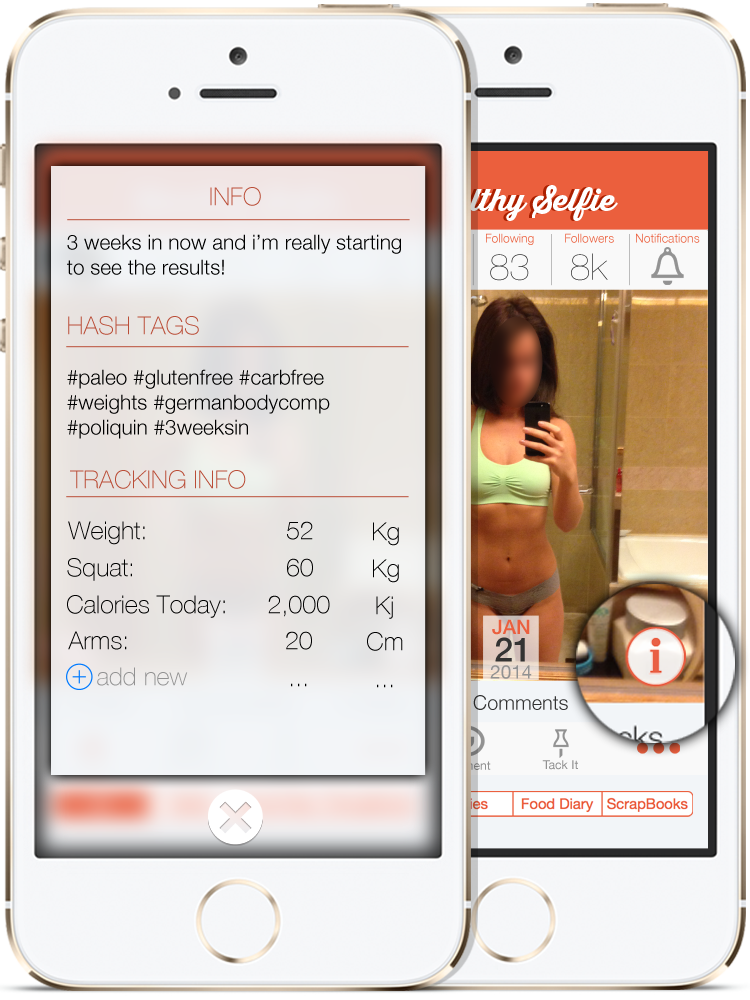 INFO
3 weeks in now and i'm really starting
to see the results!
HASH TAGS
#paleo #glutenfree #carbfree
#weights #germanbodycomp
#poliquin #3weeksin
TRACKING INFO
Weight: 52 Kg
Squat: 60 Kg
Calories Today: 2,000 Kj
Arms: 20 Cm
+ add new ... ...
lthy Selfie
Following Followers Notifications
83 8k
JAN
21
2014
i
Comments
cks
ment Tack It
ies Food Diary ScrapBooks